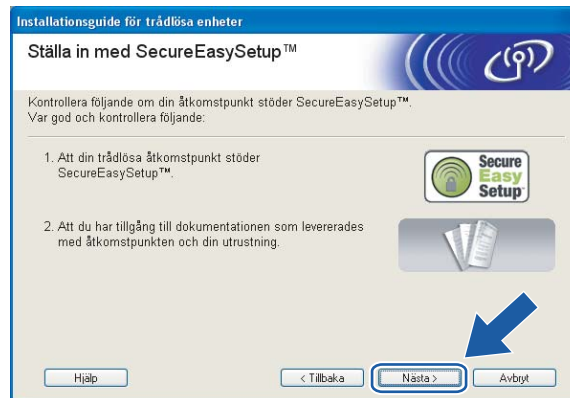 Installationsguide för trådlösa enheter
Ställa in med SecureEasySetup™
Kontrollera följande om din åtkomstpunkt stöder SecureEasySetup™.
Var god och kontrollera följande:
1. Att din trådlösa åtkomstpunkt stöder
SecureEasySetup™.
Secure
Easy
Setup
2. Att du har tillgång till dokumentationen som levererades
med åtkomstpunkten och din utrustning.
Hjälp
< Tillbaka
Nästa >
Avbryt